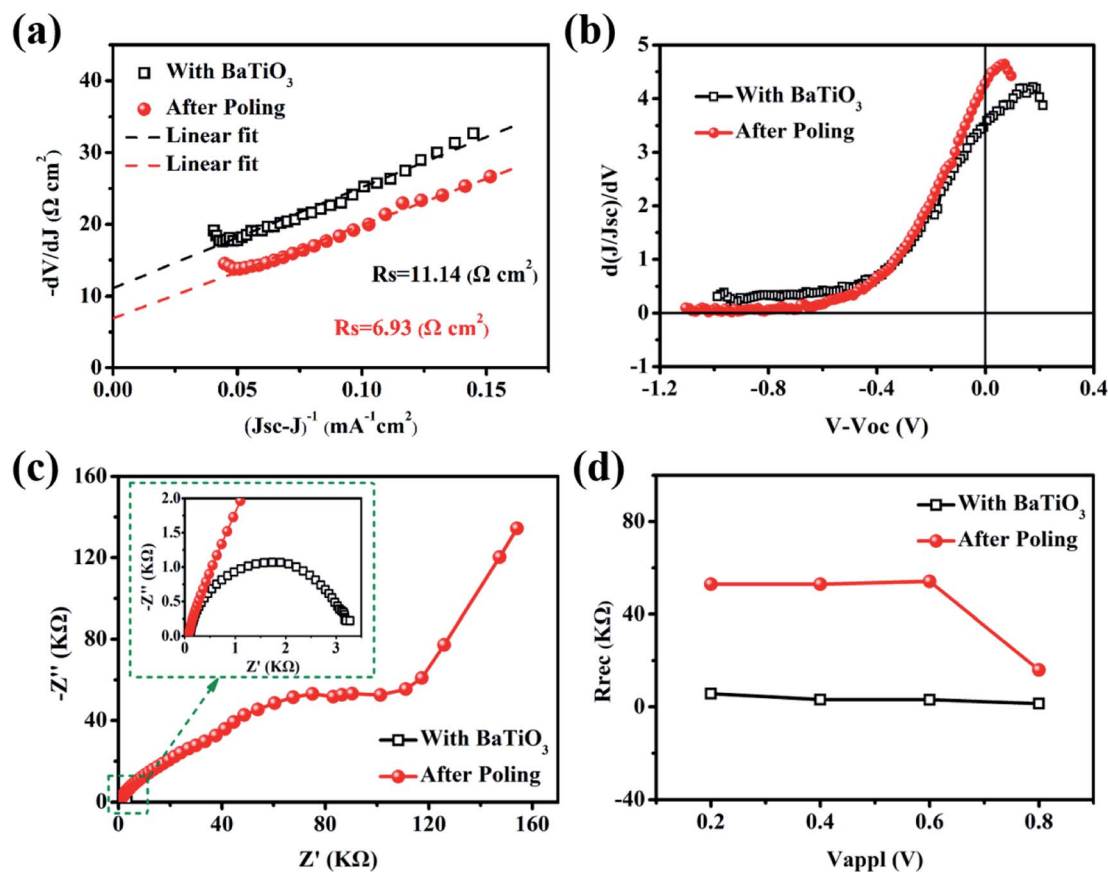 (a)
40
30
20
10
0
-dV/dJ (Ω cm²)
With BaTiO₃
After Poling
Linear fit
Linear fit
Rs=11.14 (Ω cm²)
Rs=6.93 (Ω cm²)
0.00 0.05 0.10 0.15
(Jsc-J)⁻¹ (mA⁻¹cm²)
(b)
5
4
3
2
1
0
-1
d(J/Jsc)/dV
With BaTiO₃
After Poling
-1.2 -0.8 -0.4 0.0 0.4
V-Voc (V)
(c)
160
120
80
40
0
-Z'' (KΩ)
2.0
1.5
1.0
0.5
0.0
-Z'' (KΩ)
0 1 2 3
Z' (KΩ)
With BaTiO₃
After Poling
0 40 80 120 160
Z' (KΩ)
(d)
80
40
0
-40
Rrec (KΩ)
With BaTiO₃
After Poling
0.2 0.4 0.6 0.8
Vappl (V)